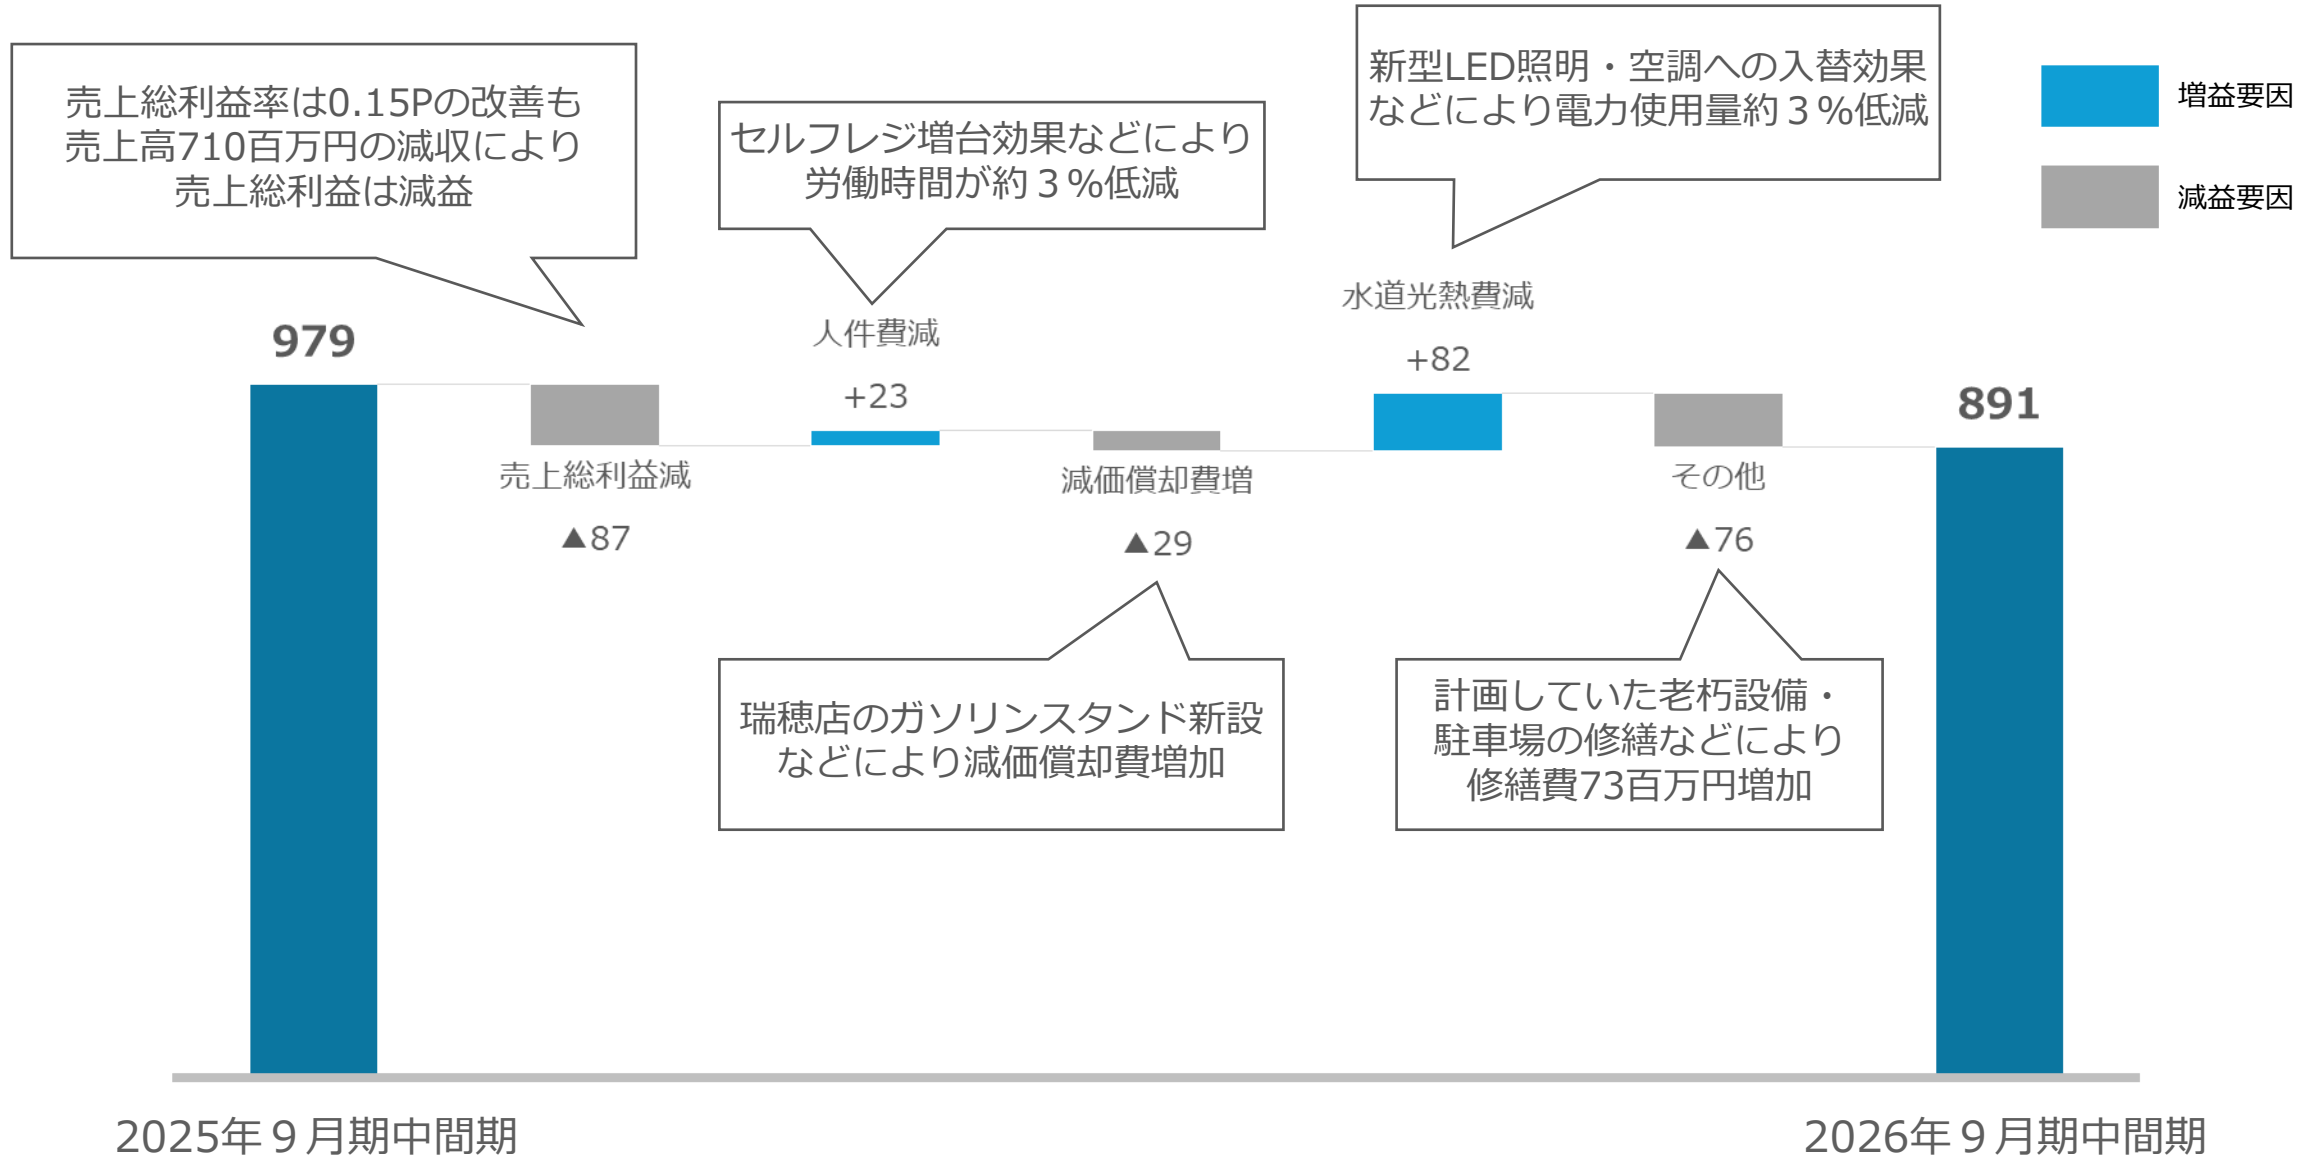 売上総利益率は0.15Pの改善も
売上高710百万円の減収により
売上総利益は減益
セルフレジ増台効果などにより
労働時間が約３%低減
新型LED照明・空調への入替効果
などにより電力使用量約３%低減
増益要因
減益要因
979
人件費減
+23
水道光熱費減
+82
891
売上総利益減
▲87
減価償却費増
▲29
その他
▲76
瑞穂店のガソリンスタンド新設
などにより減価償却費増加
計画していた老朽設備・
駐車場の修繕などにより
修繕費73百万円増加
2025年９月期中間期
2026年９月期中間期